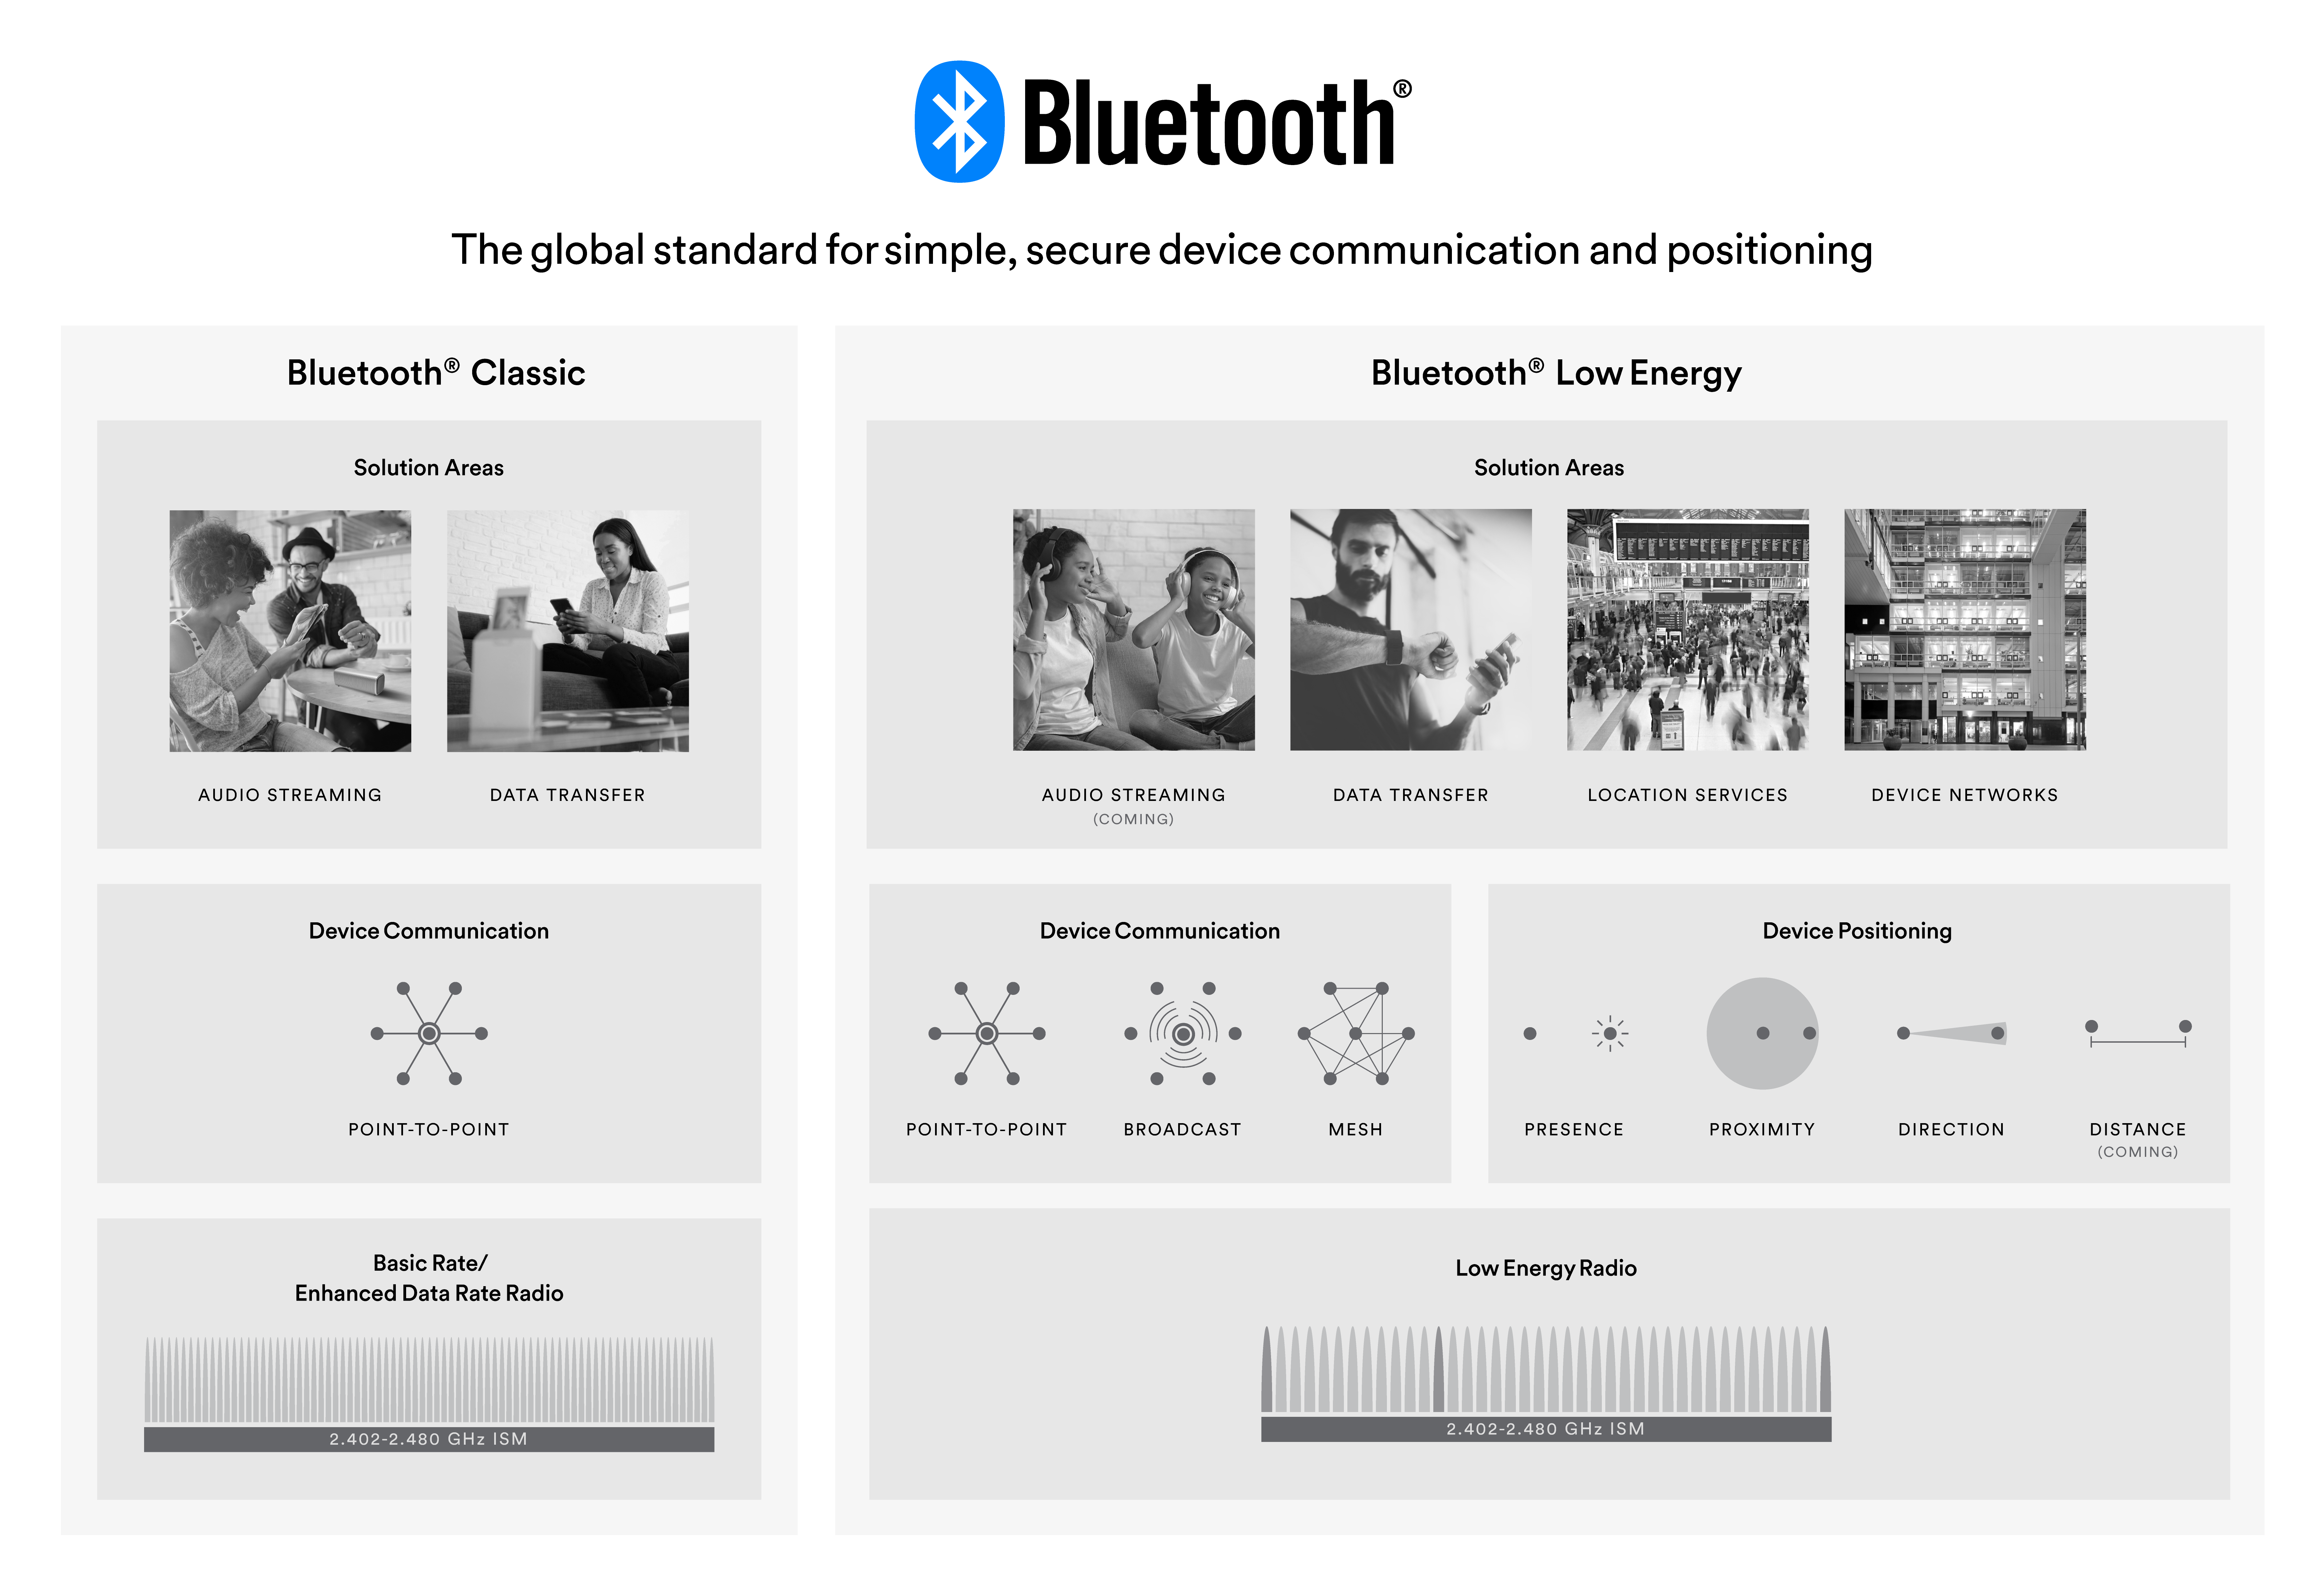 Bluetooth®
The global standard for simple, secure device communication and positioning
Bluetooth® Classic
Solution Areas
AUDIO STREAMING
DATA TRANSFER
Device Communication
POINT-TO-POINT
Basic Rate/
Enhanced Data Rate Radio
2.402-2.480 GHz ISM
Bluetooth® Low Energy
Solution Areas
AUDIO STREAMING
(COMING)
DATA TRANSFER
LOCATION SERVICES
DEVICE NETWORKS
Device Communication
POINT-TO-POINT
BROADCAST
MESH
Device Positioning
PRESENCE
PROXIMITY
DIRECTION
DISTANCE
(COMING)
Low Energy Radio
2.402-2.480 GHz ISM